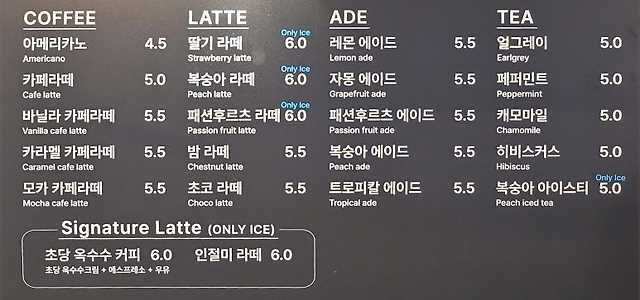 COFFEE
아메리카노 4.5
Americano
카페라떼 5.0
Cafe latte
바닐라 카페라떼 5.5
Vanilla cafe latte
카라멜 카페라떼 5.5
Caramel cafe latte
모카 카페라떼 5.5
Mocha cafe latte
LATTE
Only Ice
딸기 라떼 6.0
Strawberry latte
Only Ice
복숭아 라떼 6.0
Peach latte
Only Ice
패션후르츠 라떼 6.0
Passion fruit latte
밤 라떼 5.5
Chestnut latte
초코 라떼 5.5
Choco latte
ADE
레몬 에이드 5.5
Lemon ade
자몽 에이드 5.5
Grapefruit ade
패션후르츠 에이드 5.5
Passion fruit ade
복숭아 에이드 5.5
Peach ade
트로피칼 에이드 5.5
Tropical ade
TEA
얼그레이 5.0
Earlgrey
페퍼민트 5.0
Peppermint
캐모마일 5.0
Chamomile
히비스커스 5.0
Hibiscus
Only Ice
복숭아 아이스티 5.0
Peach iced tea
Signature Latte (ONLY ICE)
초당 옥수수 커피 6.0 인절미 라떼 6.0
초당 옥수수크림 + 에스프레소 + 우유